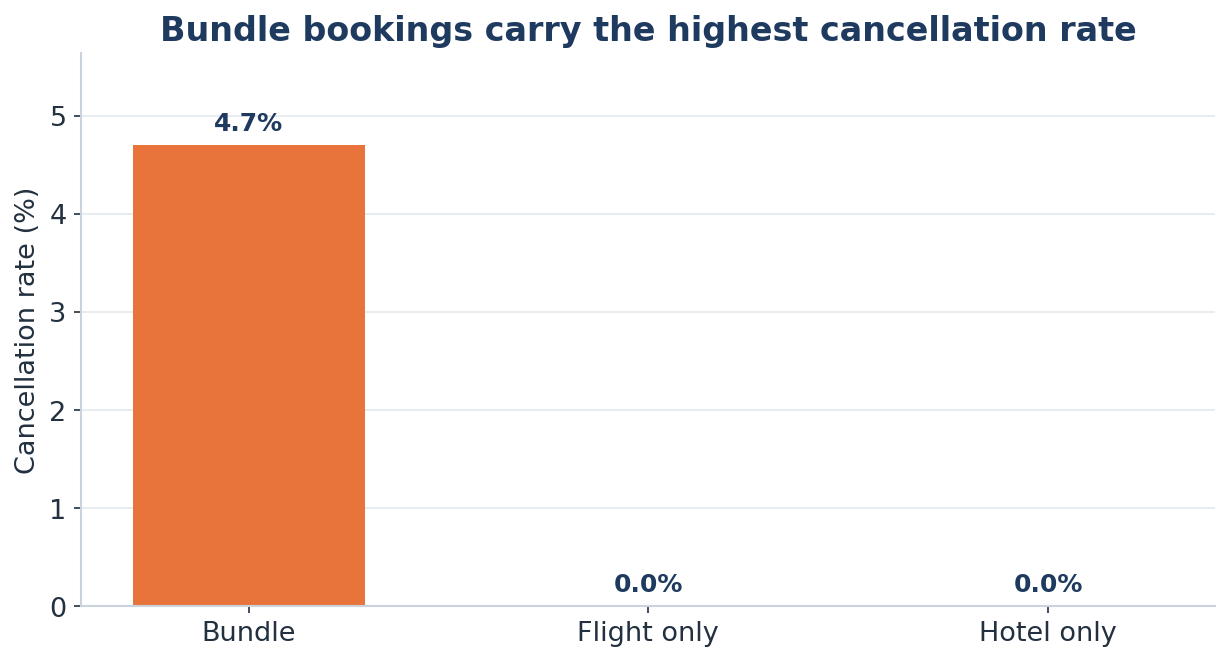 Bundle bookings carry the highest cancellation rate
Cancellation rate (%)
5
4
3
2
1
0
4.7%
0.0%
0.0%
Bundle
Flight only
Hotel only